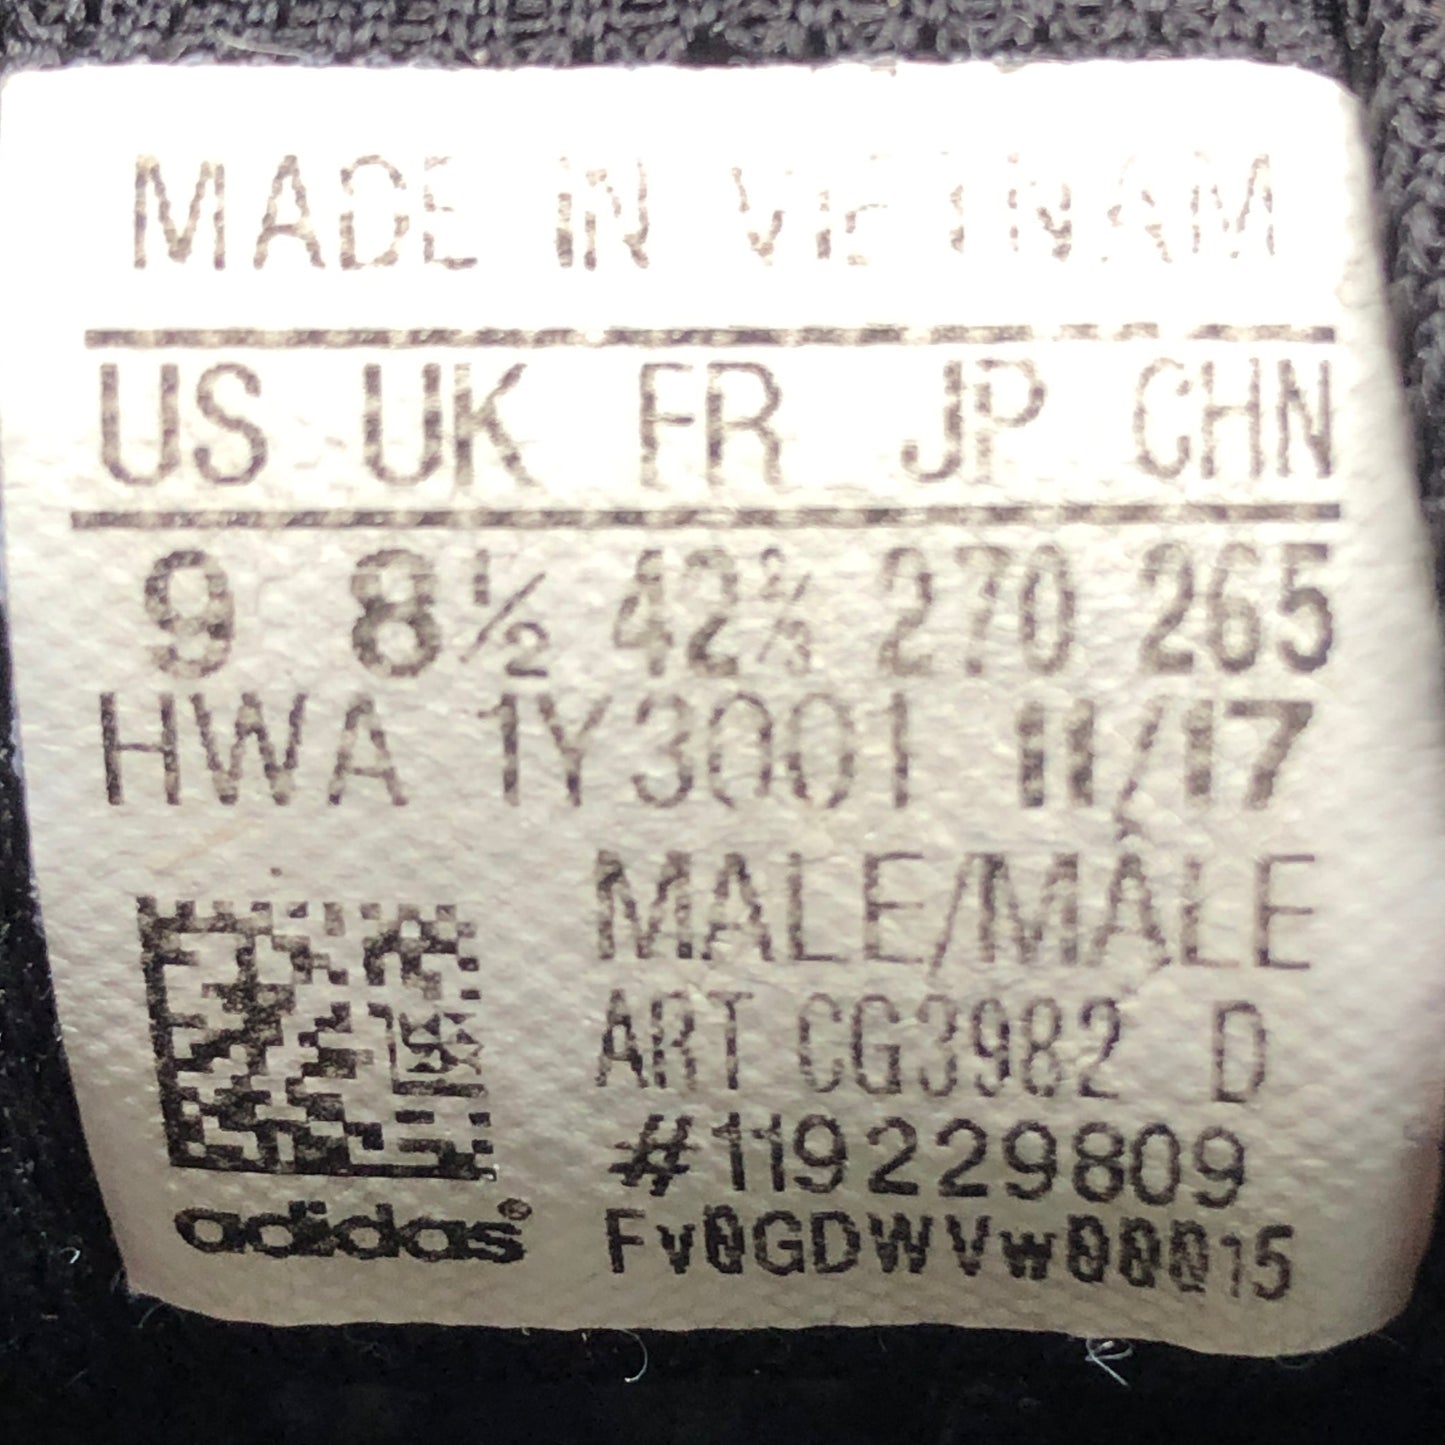 MADE IN VIETNAM
US UK FR JP CHN
9 8½ 42⅔ 270 265
HWA 1Y3001 11/17
MALE/MÂLE
ART CG3982 D
#119229809
Fv0GDWVw00015
adidas®